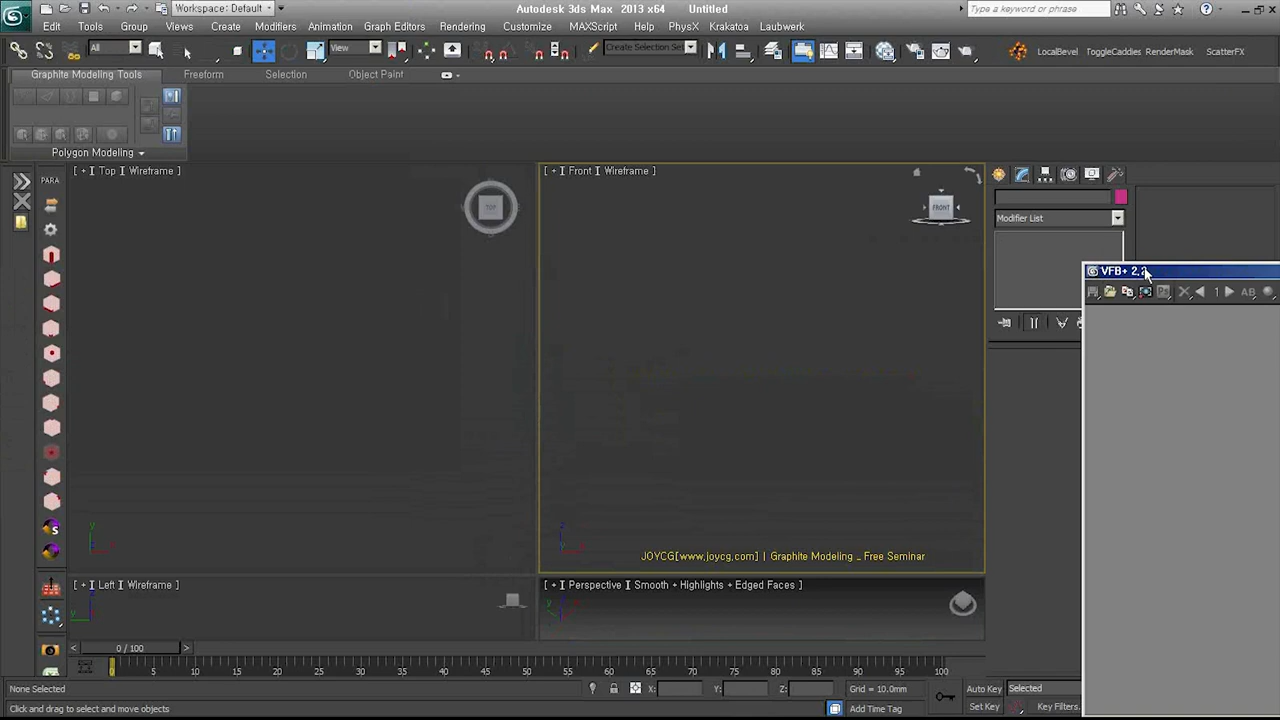 Workspace: Default
Autodesk 3ds Max 2013 x64 Untitled
Type a keyword or phrase
Edit Tools Group Views Create Modifiers Animation Graph Editors Rendering Customize MAXScript Help PhysX Krakatoa Laubwerk
All View Create Selection Se LocalBevel ToggleCaddies RenderMask ScatterFX
Graphite Modeling Tools Freeform Selection Object Paint
Polygon Modeling
[ + ] Top ] Wireframe ]
[ + ] Front ] Wireframe ]
PARA
TOP
FRONT
Modifier List
VFB+ 2.
1 AB
JOYCG[www.joycg.com] | Graphite Modeling _ Free Seminar
[ + ] Left ] Wireframe ]
[ + ] Perspective ] Smooth + Highlights + Edged Faces ]
0 / 100
0 5 10 15 20 25 30 35 40 45 50 55 60 65 70 75 80 85 90 95 100
None Selected X: Y: Z: Grid = 10.0mm Auto Key Selected
Click and drag to select and move objects Add Time Tag Set Key Key Filters.